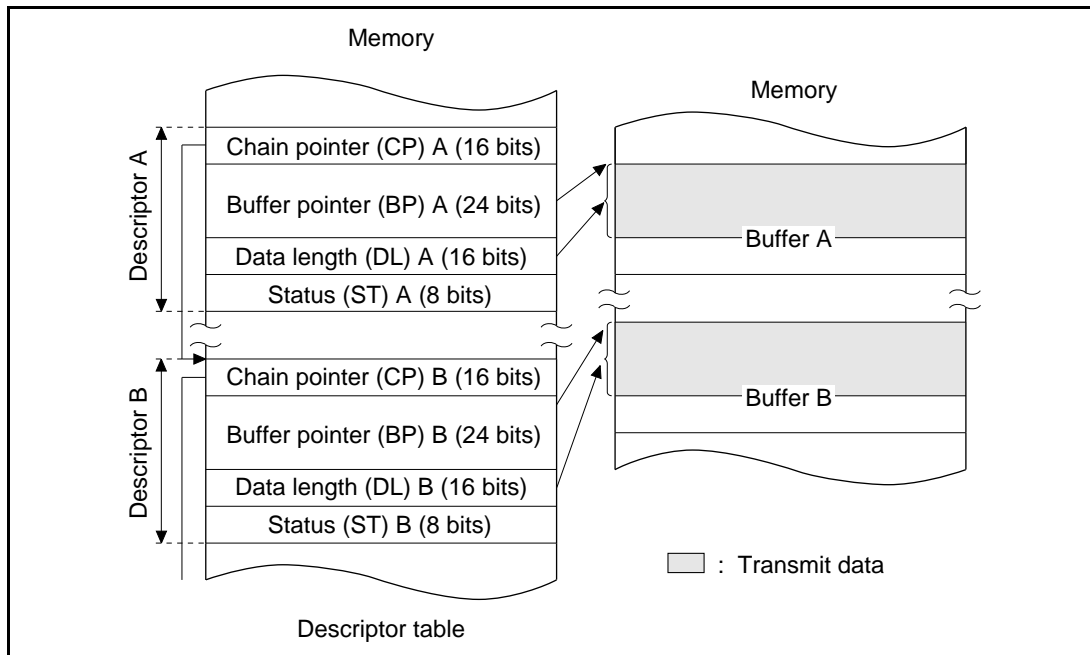 Memory
Descriptor A
Chain pointer (CP) A (16 bits)
Buffer pointer (BP) A (24 bits)
Data length (DL) A (16 bits)
Status (ST) A (8 bits)
Descriptor B
Chain pointer (CP) B (16 bits)
Buffer pointer (BP) B (24 bits)
Data length (DL) B (16 bits)
Status (ST) B (8 bits)
Descriptor table
Memory
Buffer A
Buffer B
: Transmit data